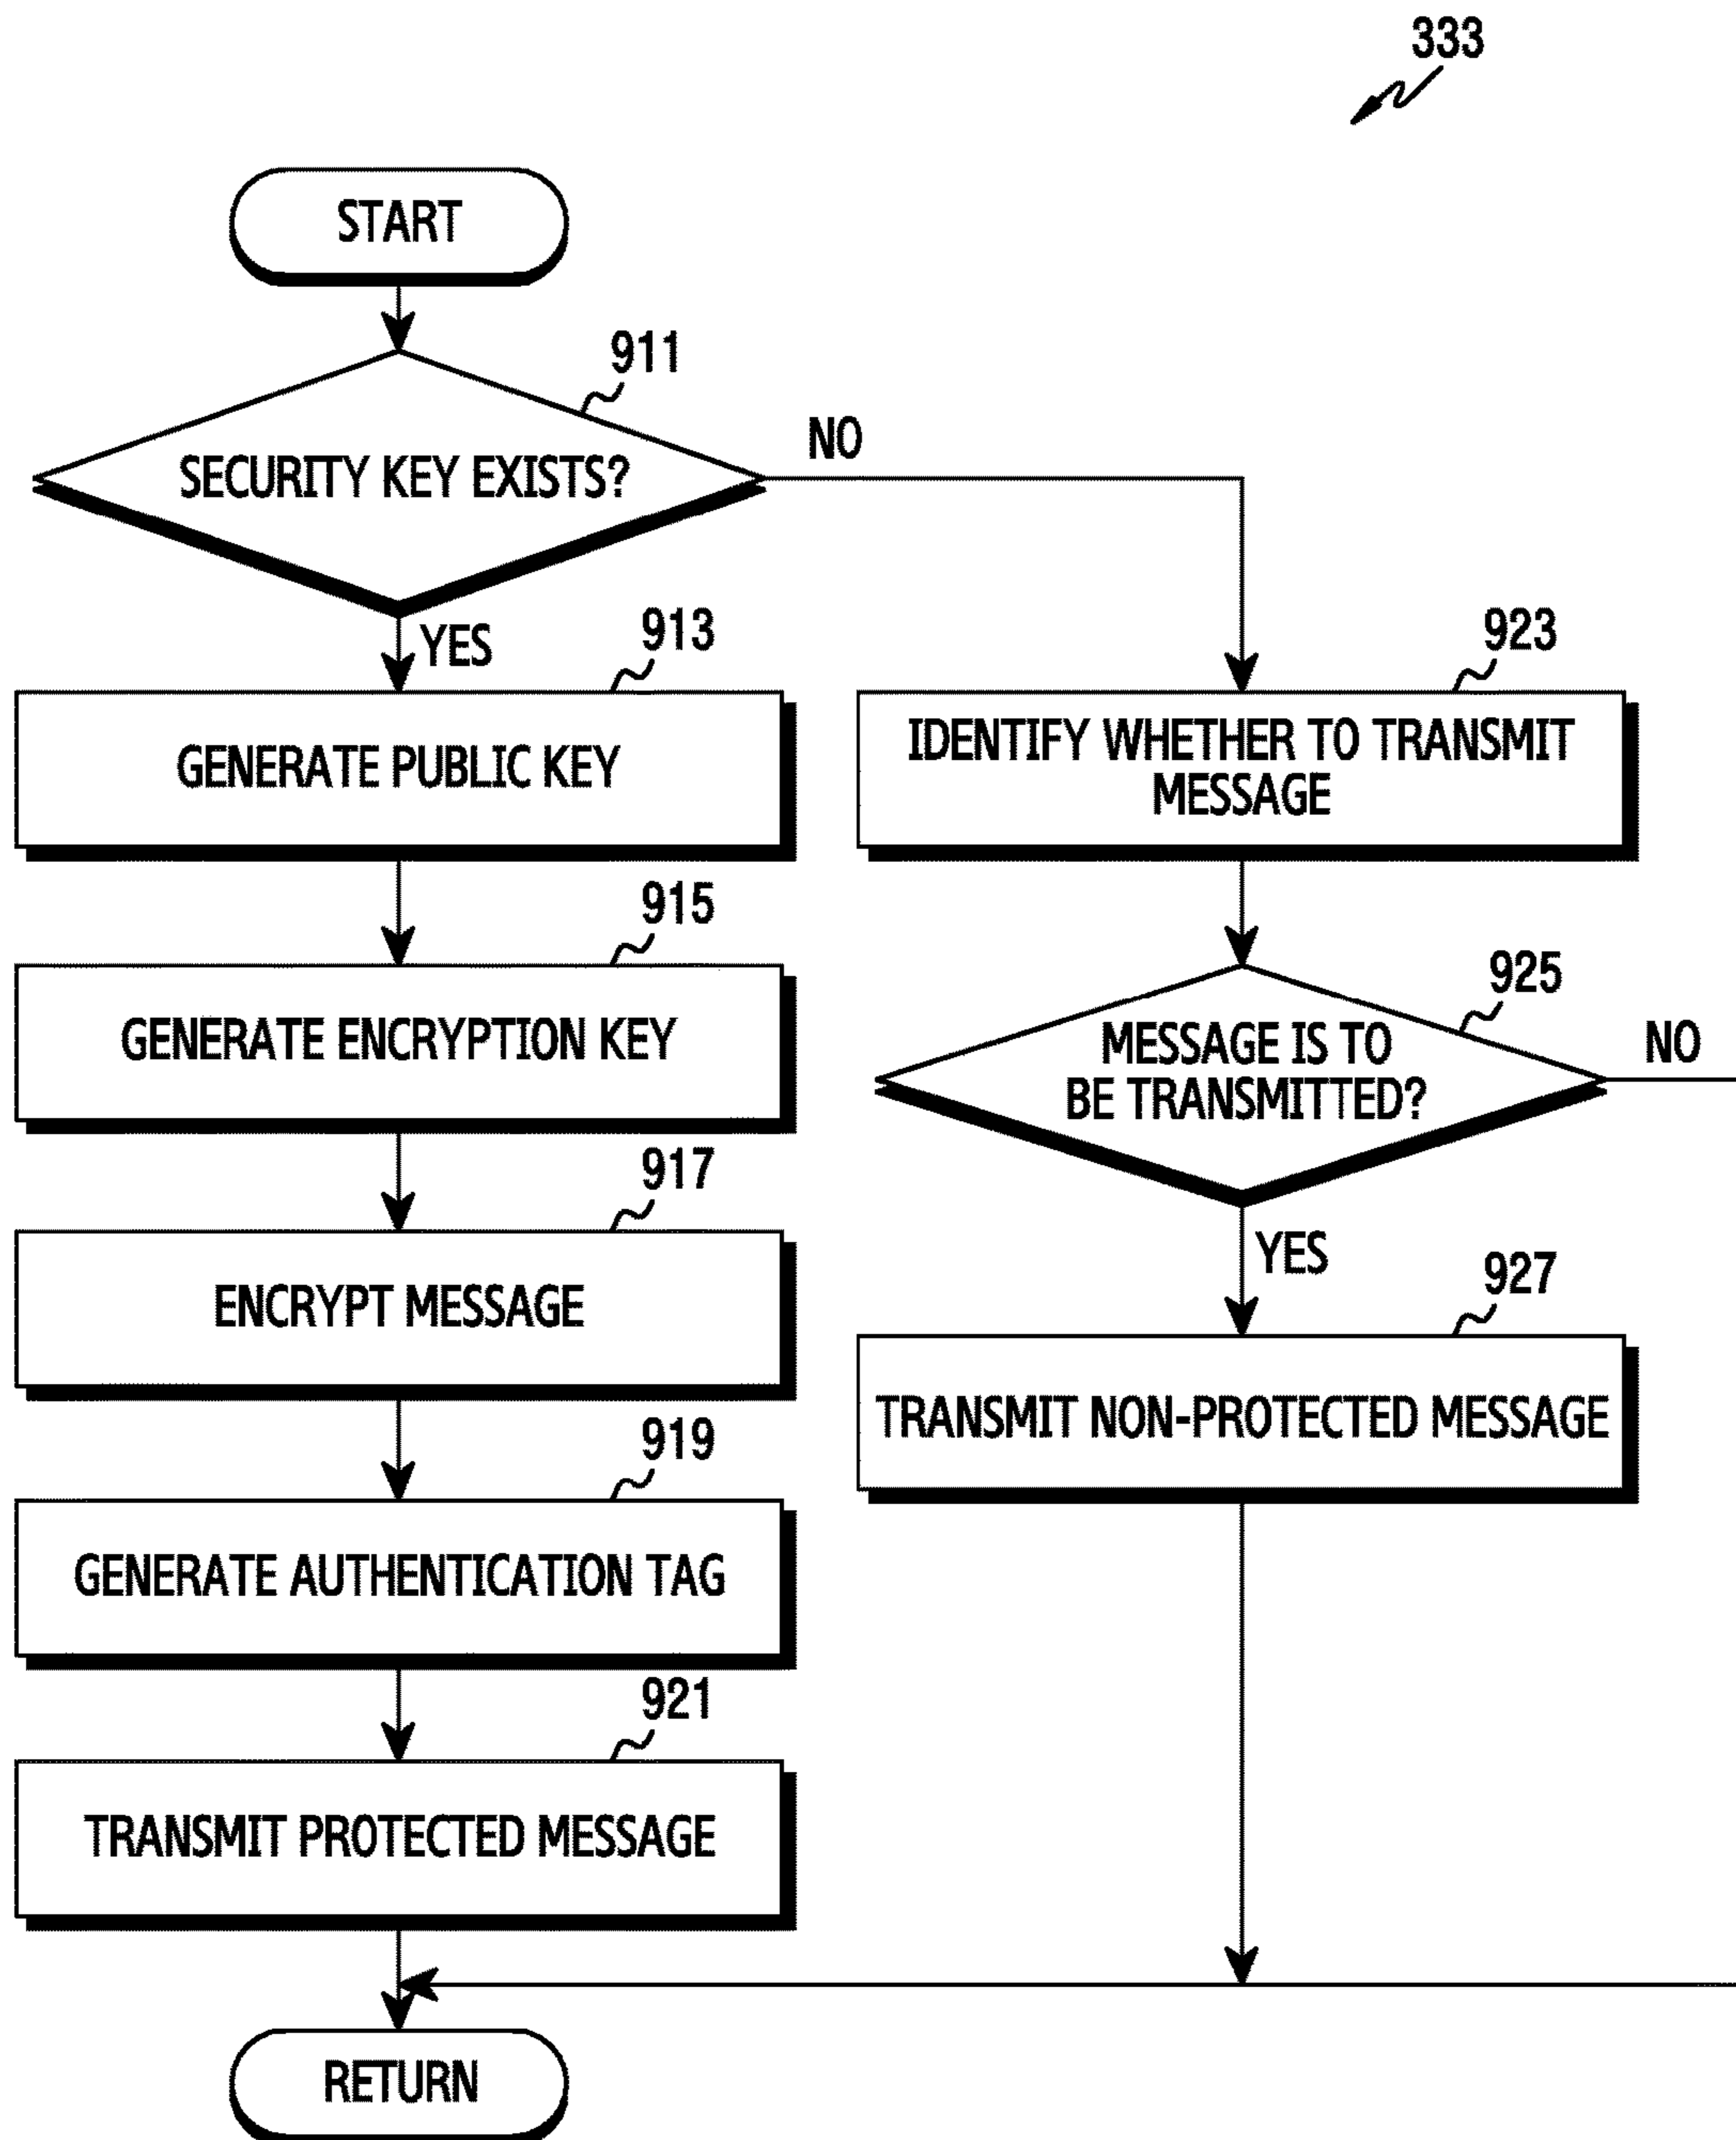 333
START
911
SECURITY KEY EXISTS?
NO
YES
913
GENERATE PUBLIC KEY
915
GENERATE ENCRYPTION KEY
917
ENCRYPT MESSAGE
919
GENERATE AUTHENTICATION TAG
921
TRANSMIT PROTECTED MESSAGE
923
IDENTIFY WHETHER TO TRANSMIT
MESSAGE
925
MESSAGE IS TO
BE TRANSMITTED?
NO
YES
927
TRANSMIT NON-PROTECTED MESSAGE
RETURN